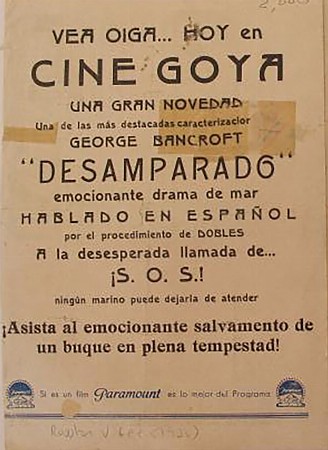 2,000
VEA OIGA... HOY en
CINE GOYA
UNA GRAN NOVEDAD
Una de las más destacadas caracterizacior
GEORGE BANCROFT
"DESAMPARADO"
emocionante drama de mar
HABLADO EN ESPAÑOL
por el procedimiento de DOBLES
A la desesperada llamada de...
¡S. O. S.!
ningún marino puede dejarla de atender
¡Asista al emocionante salvamento de
un buque en plena tempestad!
Si es un film Paramount es lo mejor del Programa